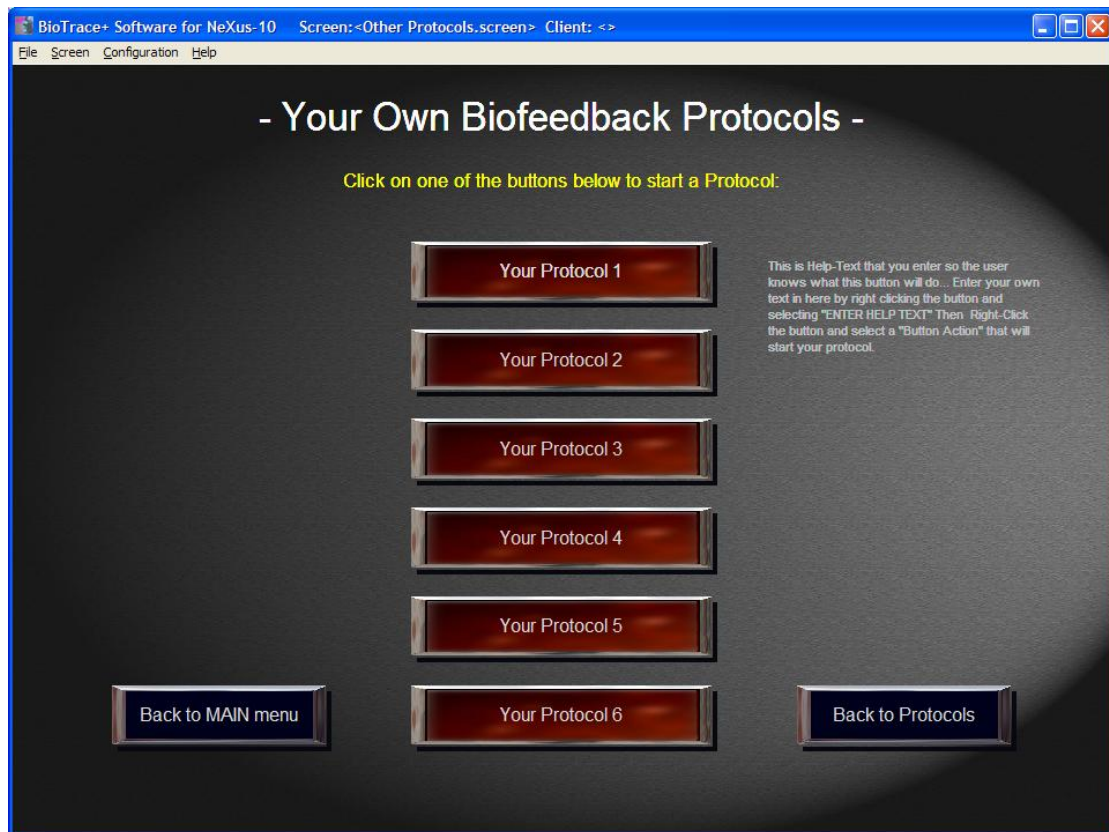 BioTrace+ Software for NeXus-10 Screen:<Other Protocols.screen> Client: <>
File Screen Configuration Help
- Your Own Biofeedback Protocols -
Click on one of the buttons below to start a Protocol:
Your Protocol 1
This is Help-Text that you enter so the user
knows what this button will do... Enter your own
text in here by right clicking the button and
selecting "ENTER HELP TEXT" Then Right-Click
the button and select a "Button Action" that will
start your protocol.
Your Protocol 2
Your Protocol 3
Your Protocol 4
Your Protocol 5
Back to MAIN menu
Your Protocol 6
Back to Protocols